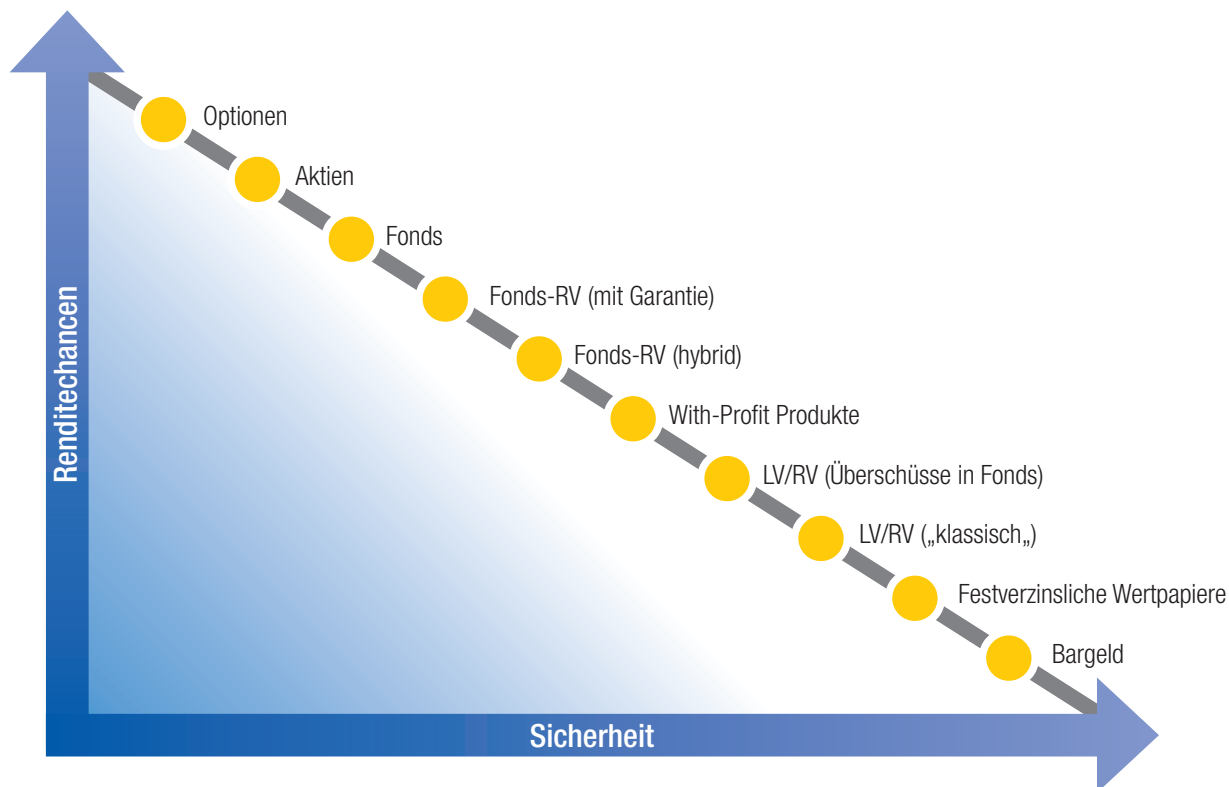 Optionen
Aktien
Fonds
Fonds-RV (mit Garantie)
Fonds-RV (hybrid)
With-Profit Produkte
LV/RV (Überschüsse in Fonds)
LV/RV („klassisch„)
Festverzinsliche Wertpapiere
Bargeld
Renditechancen
Sicherheit